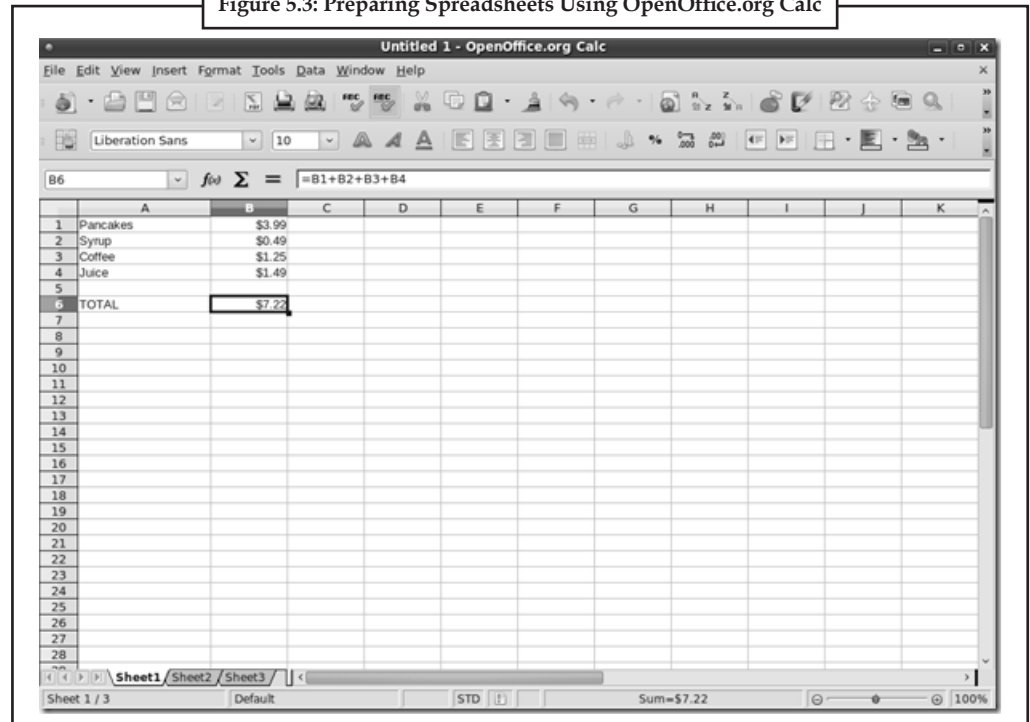 Figure 5.3: Preparing Spreadsheets Using OpenOffice.org Calc
Untitled 1 - OpenOffice.org Calc
File Edit View Insert Format Tools Data Window Help
Liberation Sans 10
B6 f(x) Σ = =B1+B2+B3+B4
A B C D E F G H I J K
1 Pancakes $3.99
2 Syrup $0.49
3 Coffee $1.25
4 Juice $1.49
5
6 TOTAL $7.22
7
8
9
10
11
12
13
14
15
16
17
18
19
20
21
22
23
24
25
26
27
28
Sheet1 Sheet2 Sheet3
Sheet 1 / 3 Default STD Sum=$7.22 100%